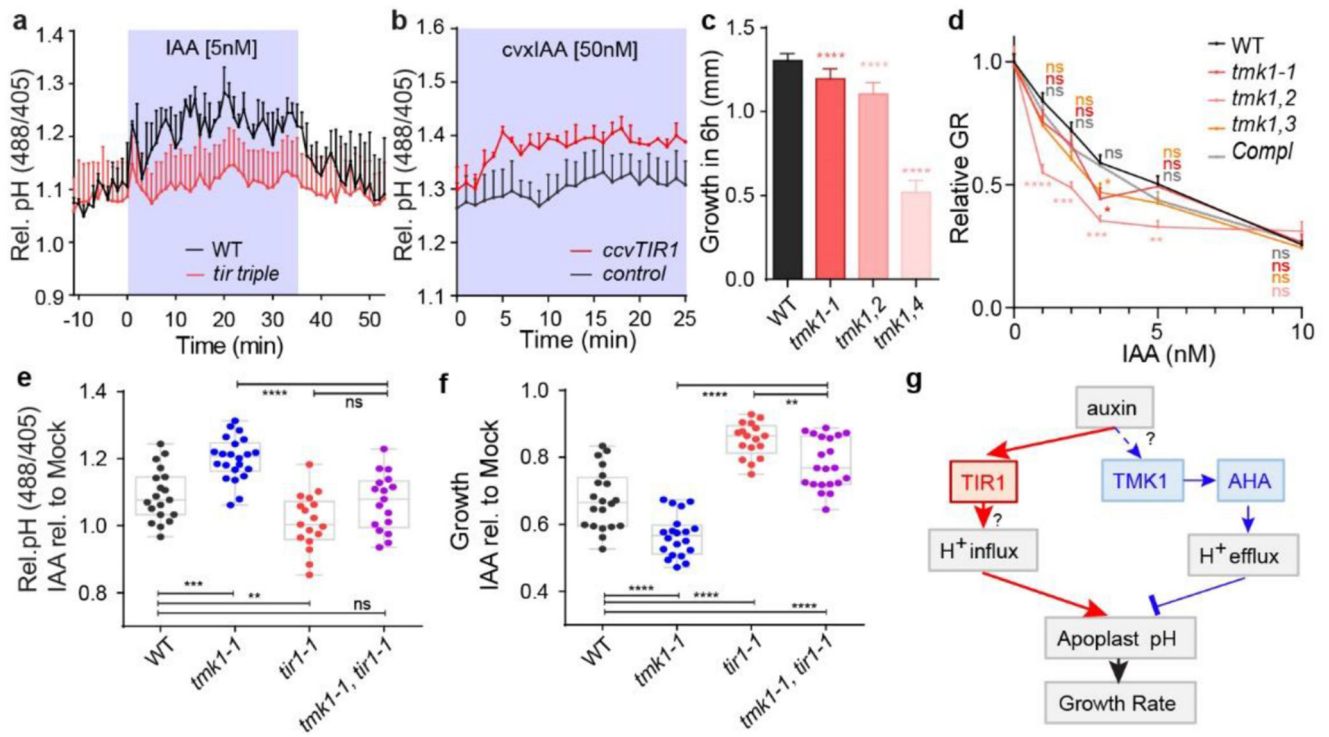 a
IAA [5nM]
Rel. pH (488/405)
1.4
1.3
1.2
1.1
1.0
0.9
WT
tir triple
-10 0 10 20 30 40 50
Time (min)
b
cvxIAA [50nM]
Rel. pH (488/405)
1.6
1.5
1.4
1.3
1.2
1.1
ccvTIR1
control
0 5 10 15 20 25
Time (min)
c
Growth in 6h (mm)
1.5
1.0
0.5
0.0
****
****
****
WT
tmk1-1
tmk1,2
tmk1,4
d
Relative GR
1.0
0.5
0.0
WT
tmk1-1
tmk1,2
tmk1,3
Compl
ns
ns
ns
ns
ns
ns
ns
ns
ns
ns
*
*
****
***
***
**
ns
ns
ns
ns
0 5 10
IAA (nM)
e
Rel.pH (488/405)
IAA rel. to Mock
1.4
1.2
1.0
0.8
****
ns
***
**
ns
WT
tmk1-1
tir1-1
tmk1-1, tir1-1
f
Growth
IAA rel. to Mock
1.0
0.8
0.6
0.4
****
**
****
****
****
WT
tmk1-1
tir1-1
tmk1-1, tir1-1
g
auxin
?
TIR1
TMK1
AHA
?
H+ influx
H+ efflux
Apoplast pH
Growth Rate